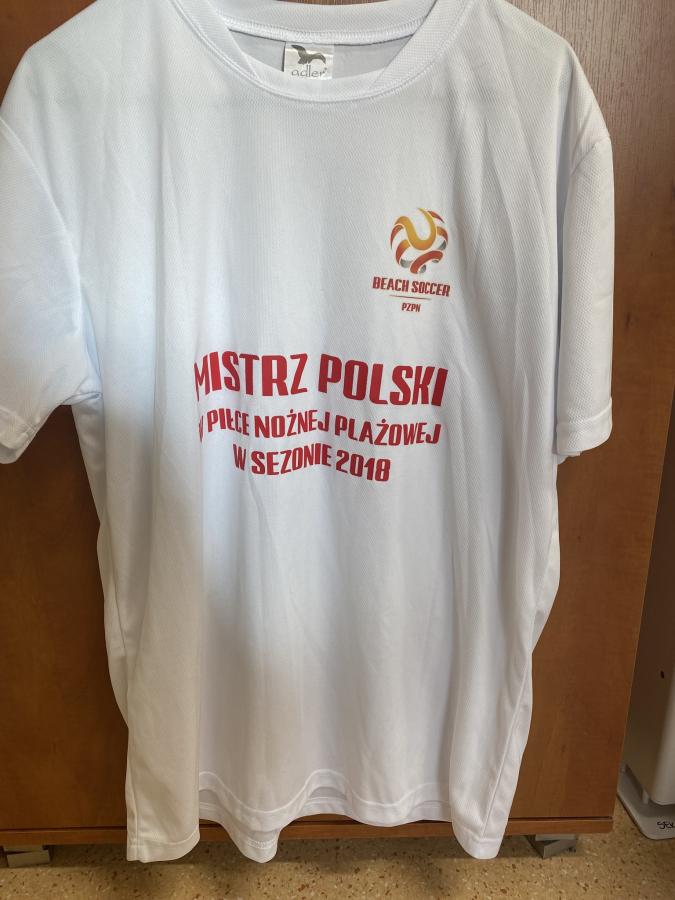 adler
BEACH SOCCER
PZPN
MISTRZ POLSKI
W PIŁCE NOŻNEJ PLAŻOWEJ
W SEZONIE 2018